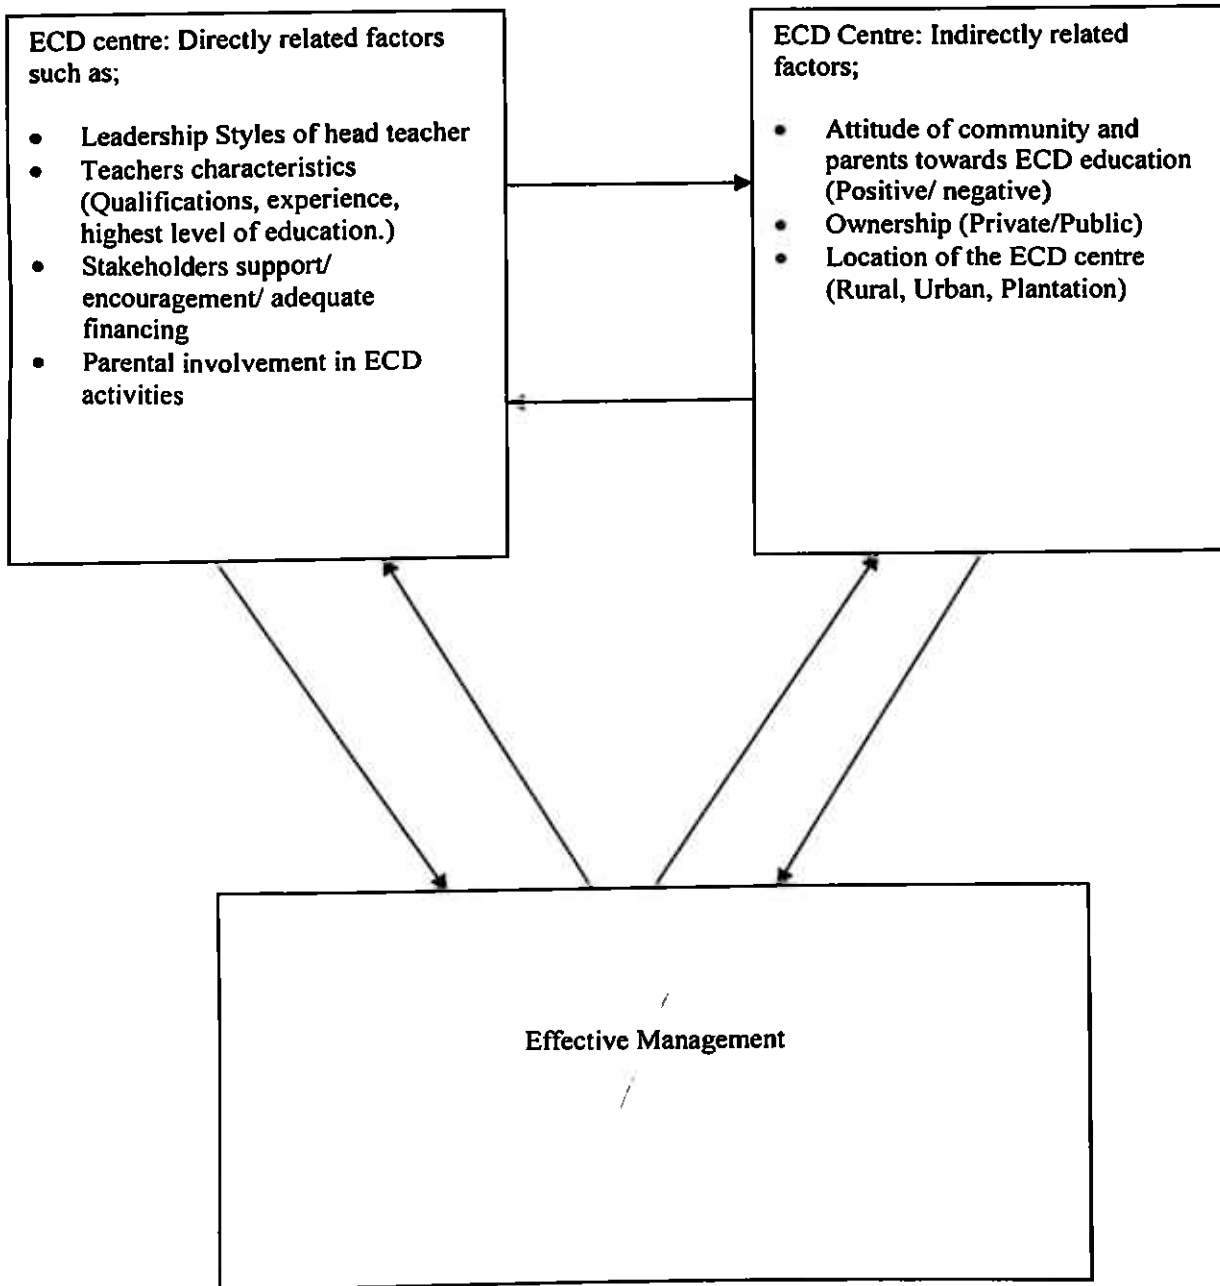 ECD centre: Directly related factors
such as;
• Leadership Styles of head teacher
• Teachers characteristics
(Qualifications, experience,
highest level of education.)
• Stakeholders support/
encouragement/ adequate
financing
• Parental involvement in ECD
activities
ECD Centre: Indirectly related
factors;
• Attitude of community and
parents towards ECD education
(Positive/ negative)
• Ownership (Private/Public)
• Location of the ECD centre
(Rural, Urban, Plantation)
Effective Management